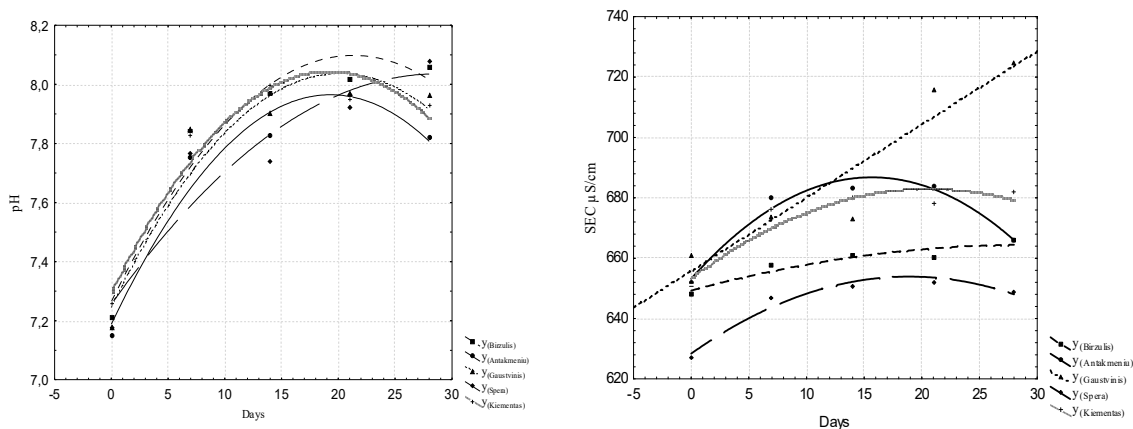 8,2
8,0
7,8
7,6
7,4
7,2
7,0
pH
-5 0 5 10 15 20 25 30
Days
y(Birzulis)
y(Antakmeniu)
y(Gaustvinis)
y(Spen)
y(Kiementas)
740
720
700
680
660
640
620
SEC µS/cm
-5 0 5 10 15 20 25 30
Days
y(Birzulis)
y(Antakmeniu)
y(Gaustvinis)
y(Spera)
y(Kiementas)